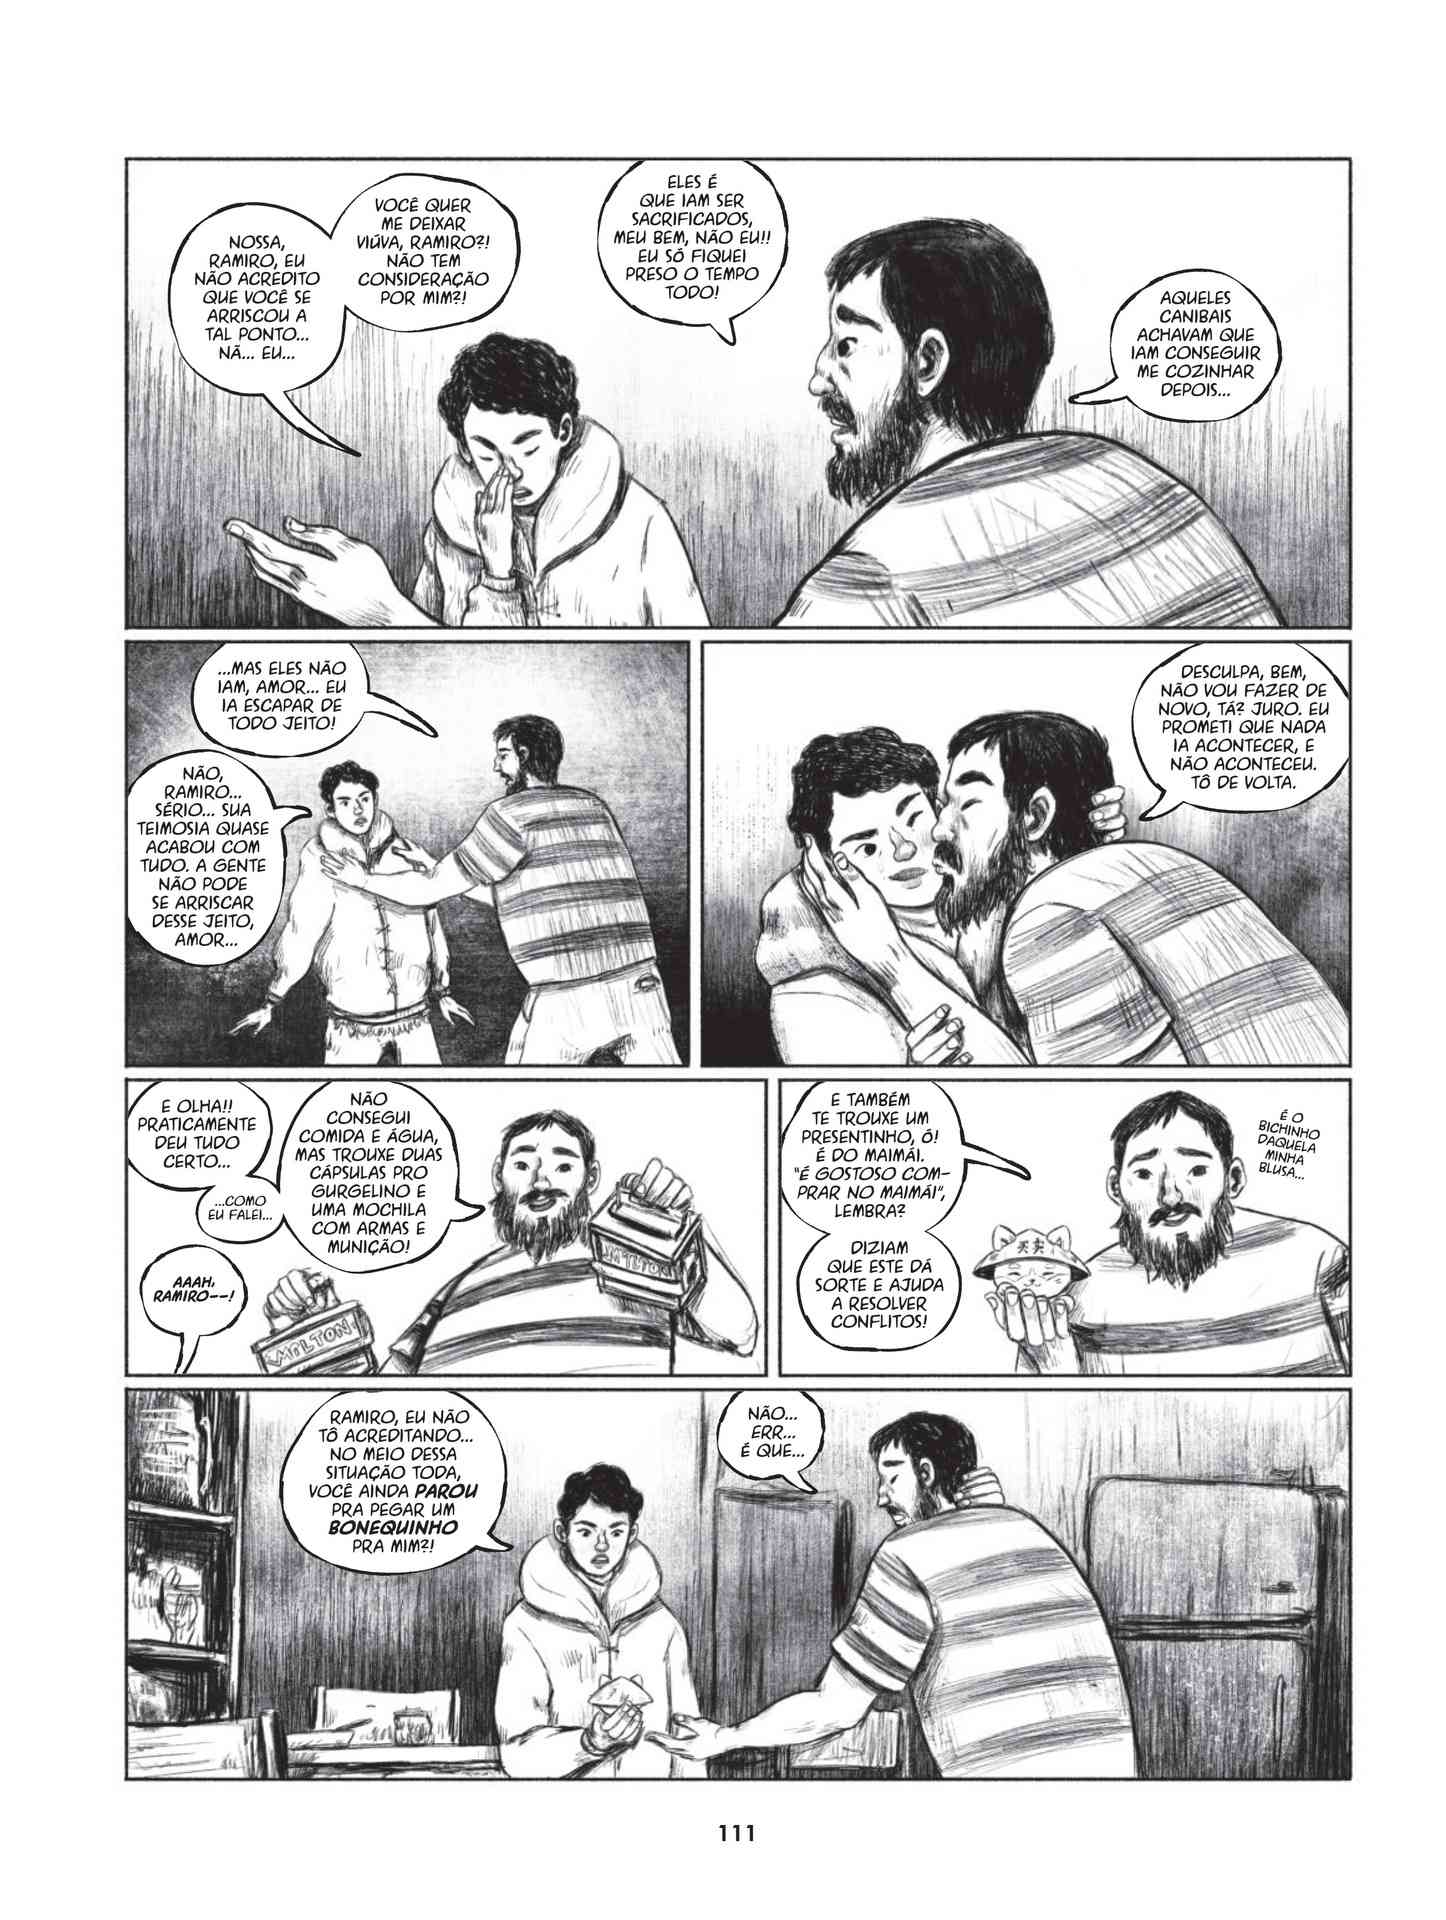 NOSSA,
RAMIRO, EU
NÃO ACREDITO
QUE VOCÊ SE
ARRISCOU A
TAL PONTO...
NÃ... EU...
VOCÊ QUER
ME DEIXAR
VIÚVA, RAMIRO?!
NÃO TEM
CONSIDERAÇÃO
POR MIM?!
ELES É
QUE IAM SER
SACRIFICADOS,
MEU BEM, NÃO EU!!
EU SÓ FIQUEI
PRESO O TEMPO
TODO!
AQUELES
CANIBAIS
ACHAVAM QUE
IAM CONSEGUIR
ME COZINHAR
DEPOIS...
...MAS ELES NÃO
IAM, AMOR... EU
IA ESCAPAR DE
TODO JEITO!
NÃO,
RAMIRO...
SÉRIO... SUA
TEIMOSIA QUASE
ACABOU COM
TUDO. A GENTE
NÃO PODE
SE ARRISCAR
DESSE JEITO,
AMOR...
DESCULPA, BEM,
NÃO VOU FAZER DE
NOVO, TÁ? JURO. EU
PROMETI QUE NADA
IA ACONTECER, E
NÃO ACONTECEU.
TÔ DE VOLTA.
E OLHA!!
PRATICAMENTE
DEU TUDO
CERTO...
...COMO
EU FALEI...
NÃO
CONSEGUI
COMIDA E ÁGUA,
MAS TROUXE DUAS
CÁPSULAS PRO
GURGELINO E
UMA MOCHILA
COM ARMAS E
MUNIÇÃO!
AAAH,
RAMIRO--!
MILTON
MILTON
E TAMBÉM
TE TROUXE UM
PRESENTINHO, Ó!
É DO MAIMÁI.
"É GOSTOSO COM-
PRAR NO MAIMÁI",
LEMBRA?
DIZIAM
QUE ESTE DÁ
SORTE E AJUDA
A RESOLVER
CONFLITOS!
É O
BICHINHO
DAQUELA
MINHA
BLUSA...
RAMIRO, EU NÃO
TÔ ACREDITANDO...
NO MEIO DESSA
SITUAÇÃO TODA,
VOCÊ AINDA PAROU
PRA PEGAR UM
BONEQUINHO
PRA MIM?!
NÃO...
ERR...
É QUE...
111